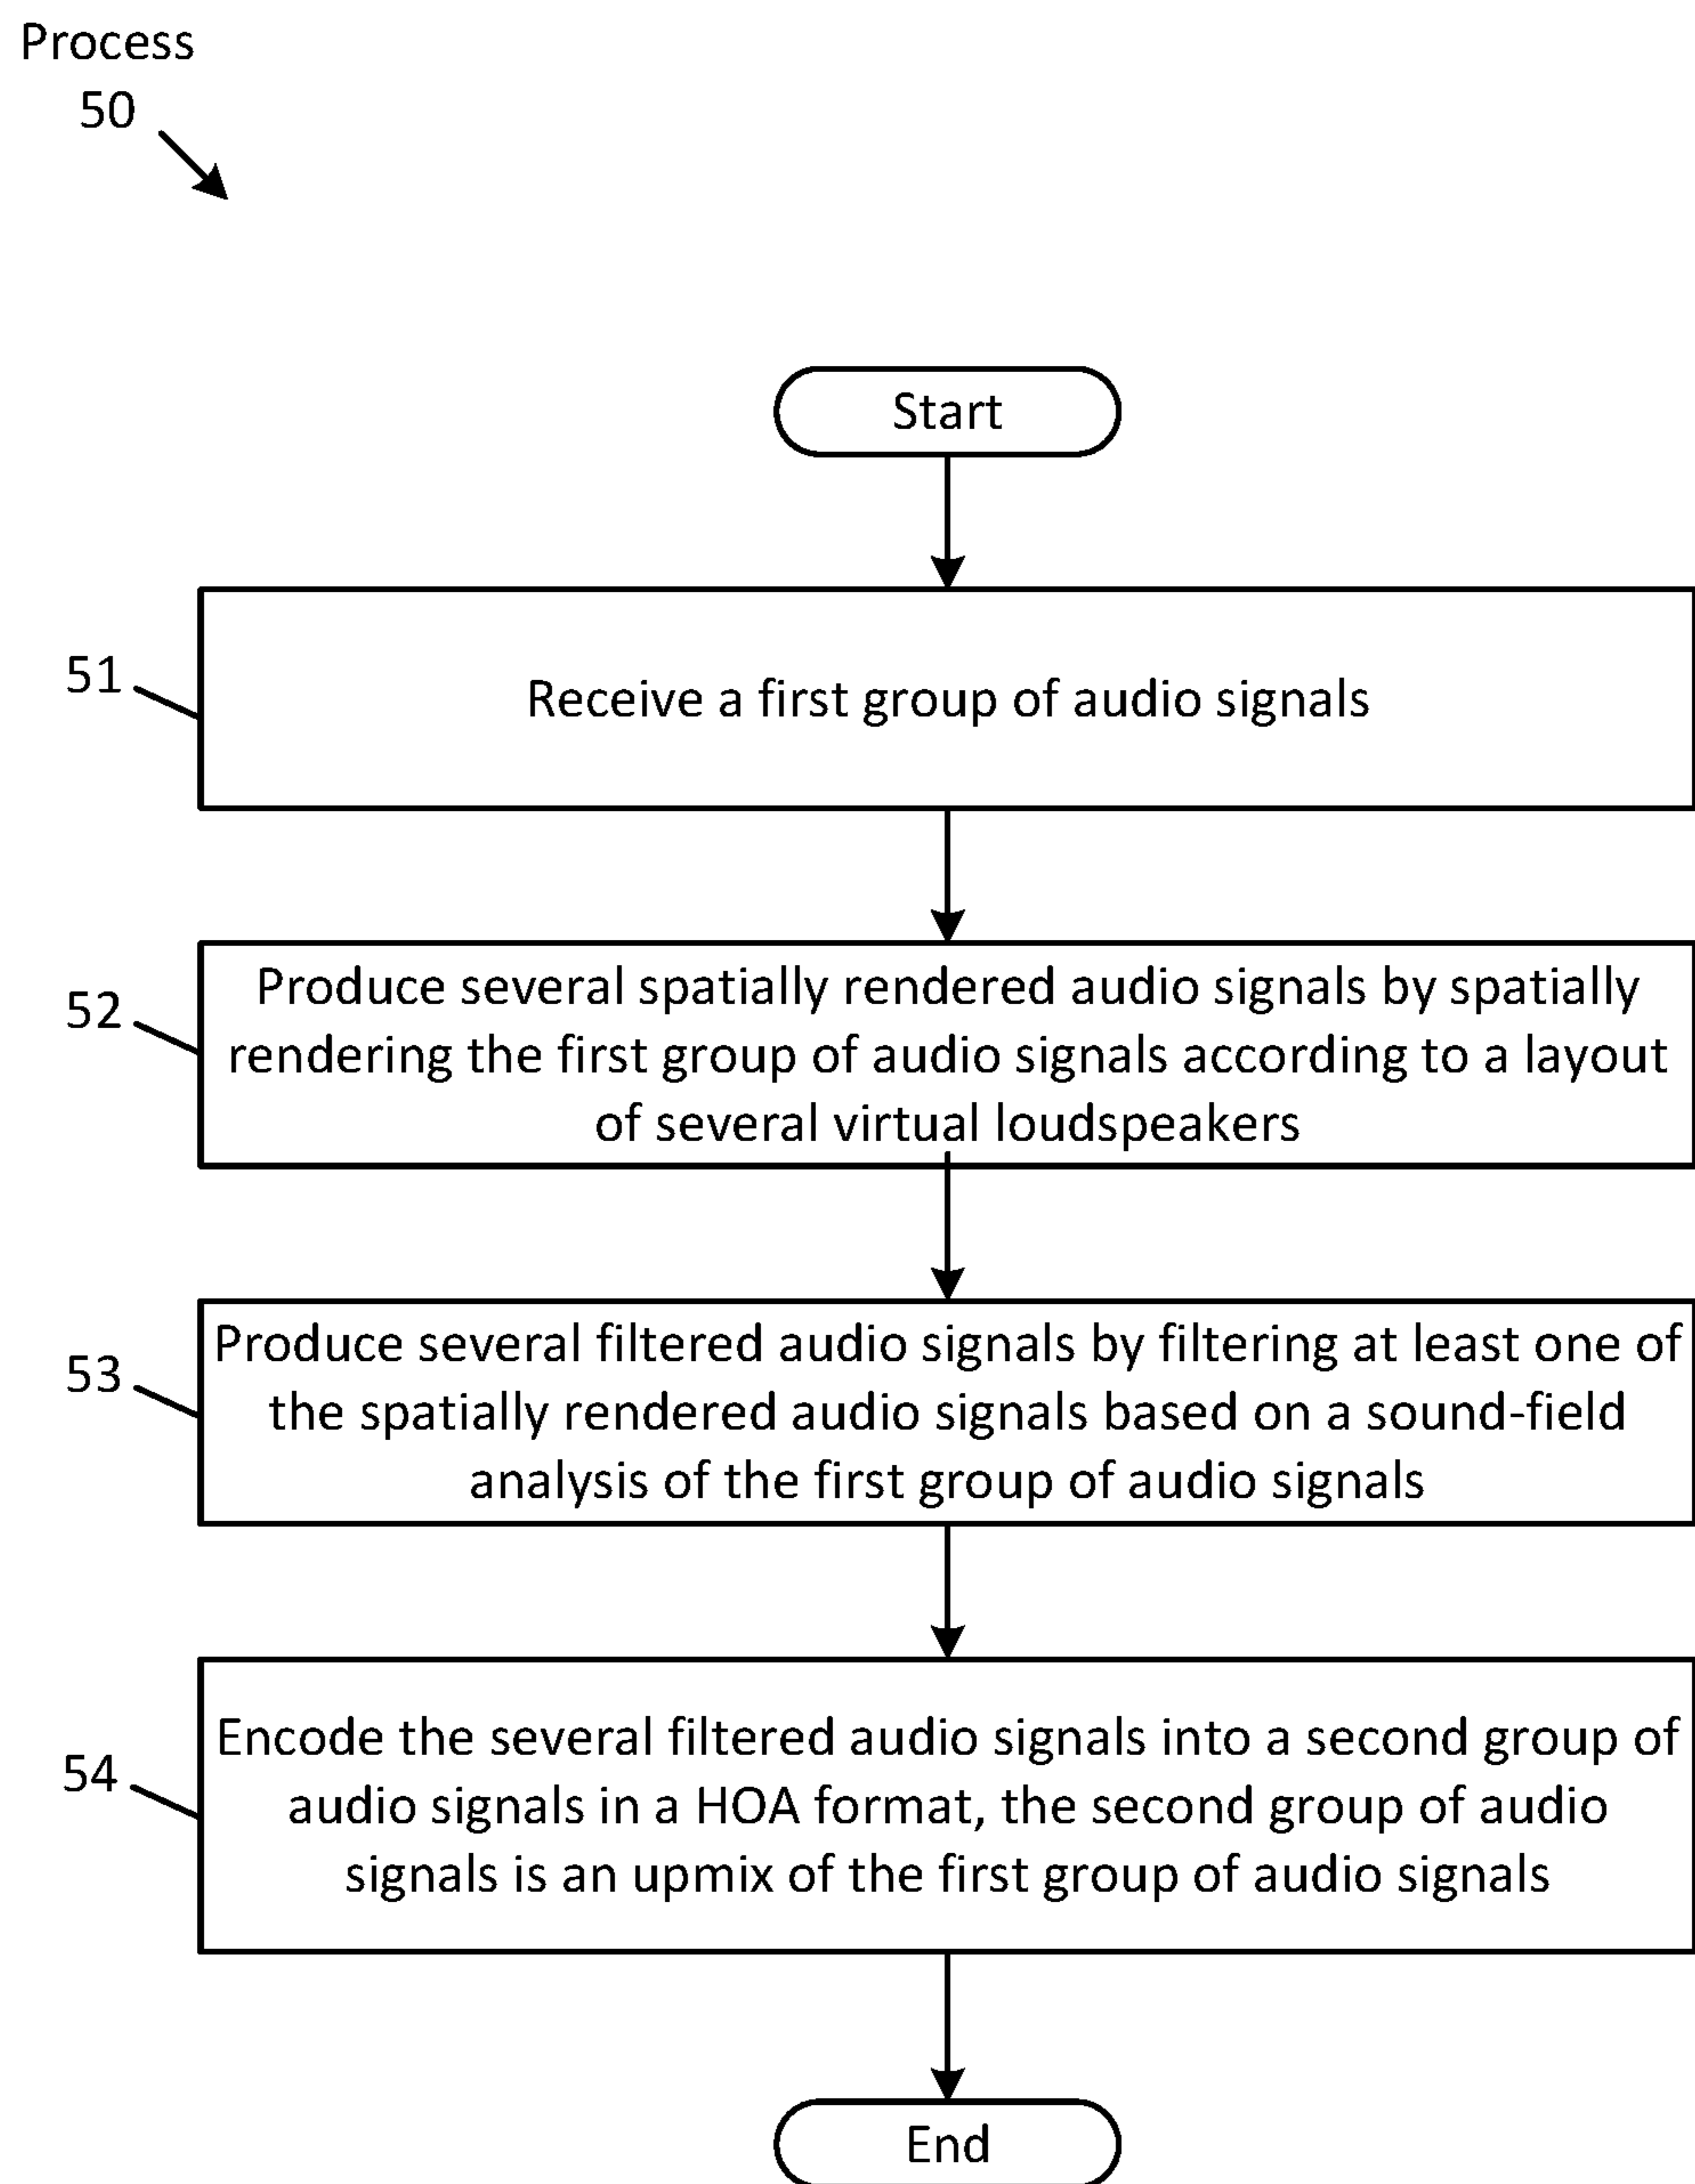 Process
50
Start
51
Receive a first group of audio signals
52
Produce several spatially rendered audio signals by spatially
rendering the first group of audio signals according to a layout
of several virtual loudspeakers
53
Produce several filtered audio signals by filtering at least one of
the spatially rendered audio signals based on a sound-field
analysis of the first group of audio signals
54
Encode the several filtered audio signals into a second group of
audio signals in a HOA format, the second group of audio
signals is an upmix of the first group of audio signals
End